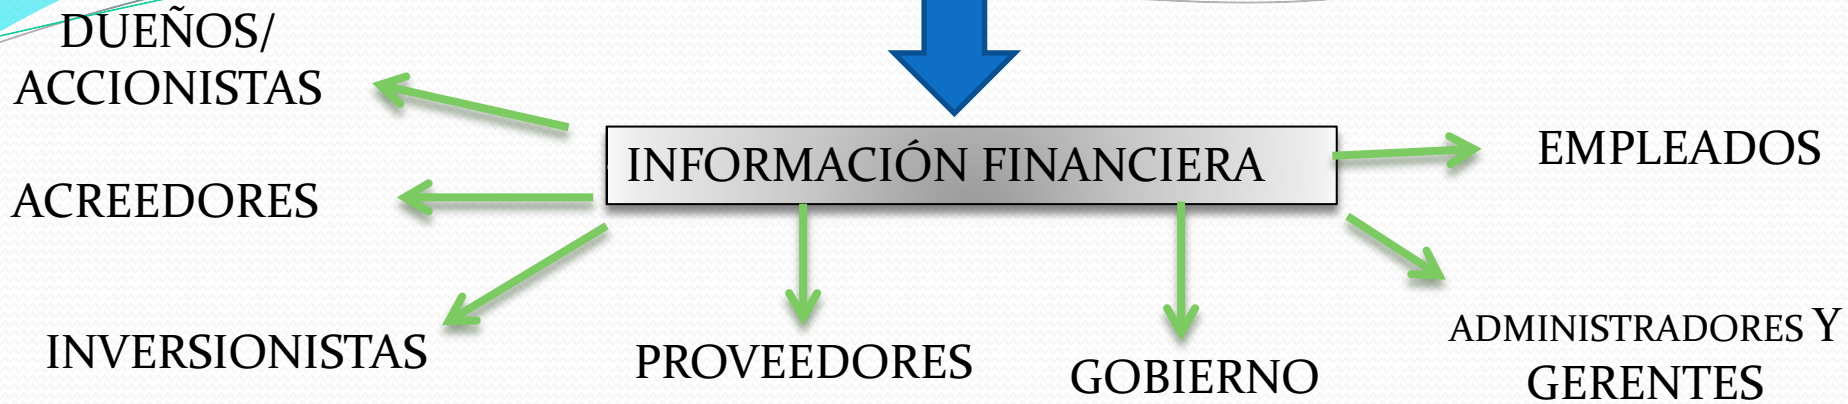 DUEÑOS/
ACCIONISTAS
INFORMACIÓN FINANCIERA
EMPLEADOS
ACREEDORES
INVERSIONISTAS
PROVEEDORES
GOBIERNO
ADMINISTRADORES Y
GERENTES